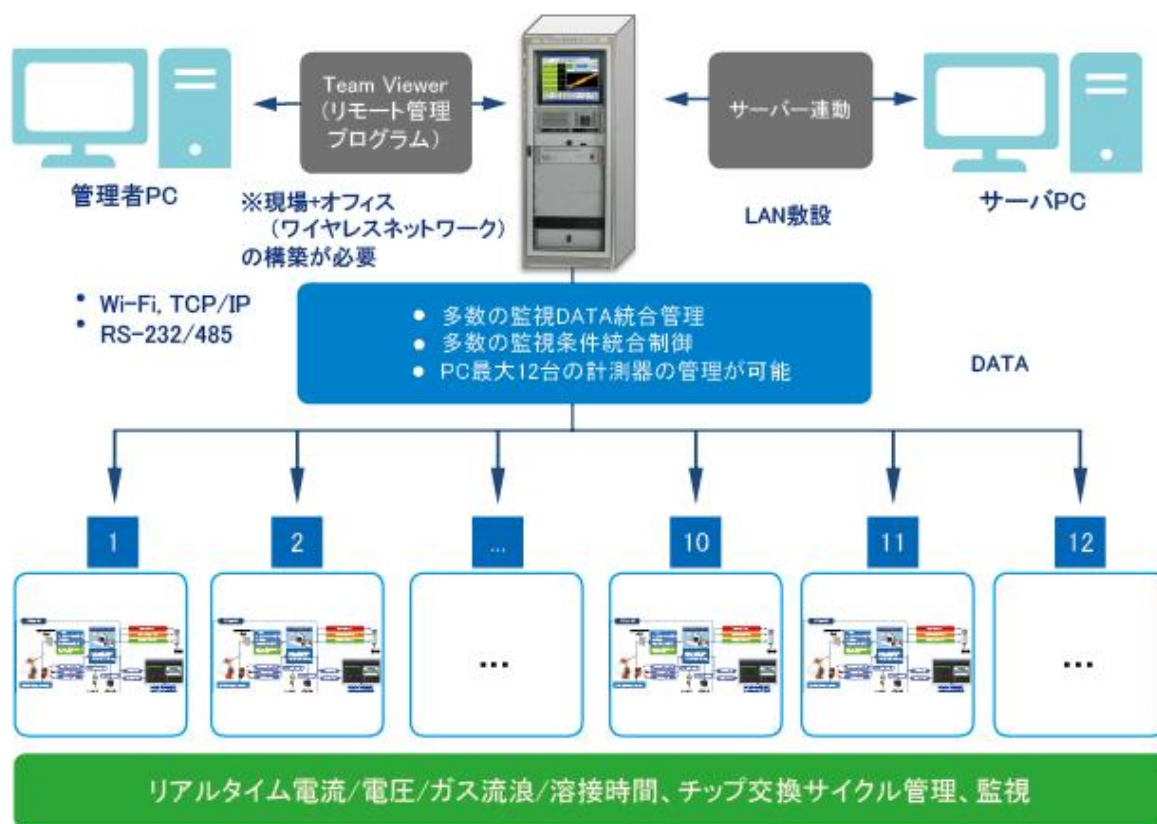 Team Viewer
(リモート管理
プログラム)
サーバー連動
管理者PC
※現場+オフィス
(ワイヤレスネットワーク)
の構築が必要
LAN敷設
サーバPC
• Wi-Fi, TCP/IP
• RS-232/485
● 多数の監視DATA統合管理
● 多数の監視条件統合制御
● PC最大12台の計測器の管理が可能
DATA
1
2
...
10
11
12
...
...
リアルタイム電流/電圧/ガス流浪/溶接時間、チップ交換サイクル管理、監視